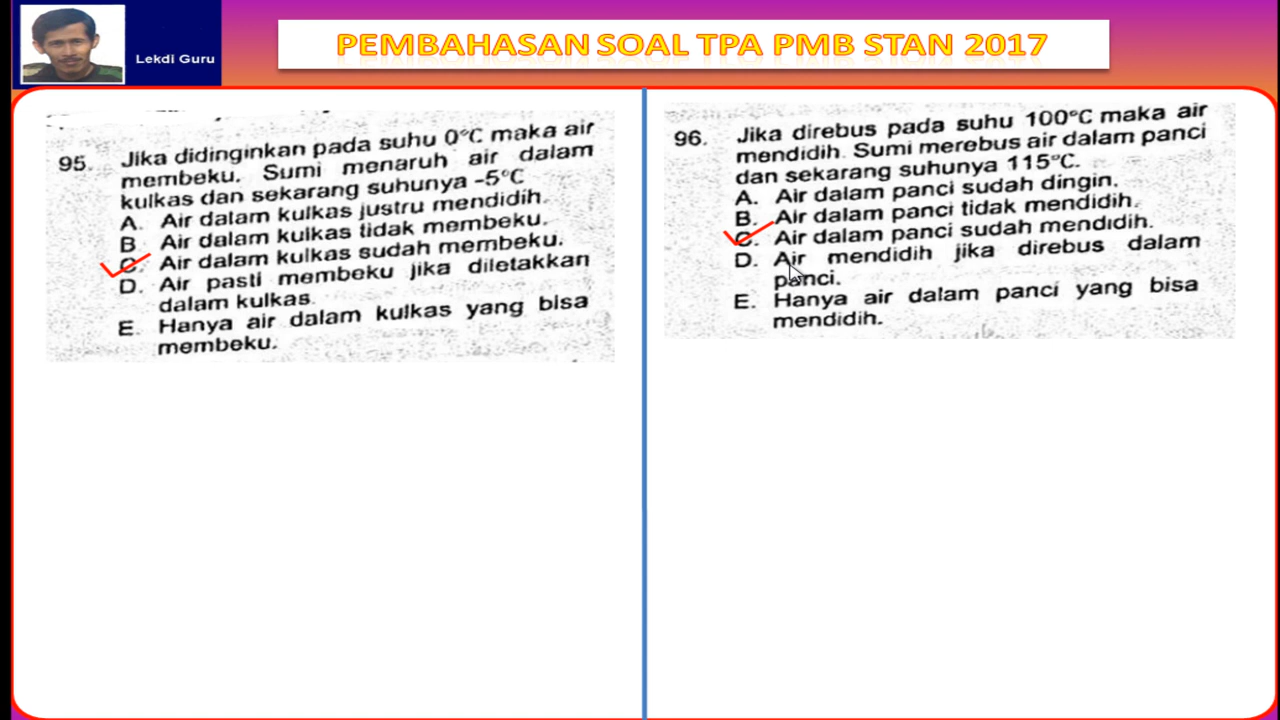 Lekdi Guru
PEMBAHASAN SOAL TPA PMB STAN 2017
95. Jika didinginkan pada suhu 0°C maka air
membeku. Sumi menaruh air dalam
kulkas dan sekarang suhunya -5°C
A. Air dalam kulkas justru mendidih.
B. Air dalam kulkas tidak membeku.
C. Air dalam kulkas sudah membeku.
D. Air pasti membeku jika diletakkan
dalam kulkas.
E. Hanya air dalam kulkas yang bisa
membeku.
96. Jika direbus pada suhu 100°C maka air
mendidih. Sumi merebus air dalam panci
dan sekarang suhunya 115°C.
A. Air dalam panci sudah dingin.
B. Air dalam panci tidak mendidih.
C. Air dalam panci sudah mendidih.
D. Air mendidih jika direbus dalam
panci.
E. Hanya air dalam panci yang bisa
mendidih.